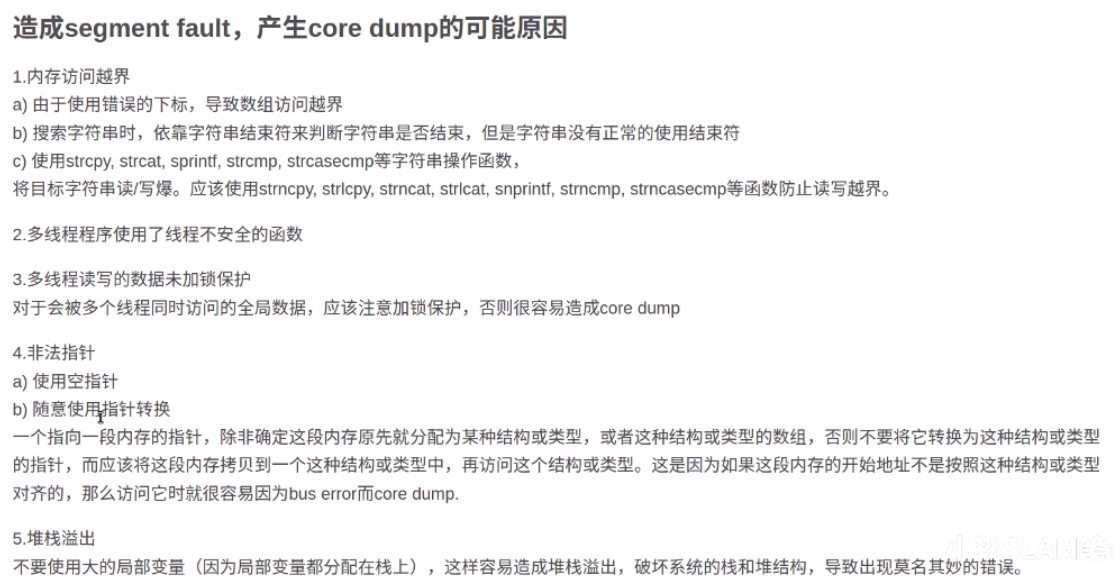 造成segment fault，产生core dump的可能原因
1.内存访问越界
a) 由于使用错误的下标，导致数组访问越界
b) 搜索字符串时，依靠字符串结束符来判断字符串是否结束，但是字符串没有正常的使用结束符
c) 使用strcpy, strcat, sprintf, strcmp, strcasecmp等字符串操作函数，
将目标字符串读/写爆。应该使用strncpy, strlcpy, strncat, strlcat, snprintf, strncmp, strncasecmp等函数防止读写越界。
2.多线程程序使用了线程不安全的函数
3.多线程读写的数据未加锁保护
对于会被多个线程同时访问的全局数据，应该注意加锁保护，否则很容易造成core dump
4.非法指针
a) 使用空指针
b) 随意使用指针转换
一个指向一段内存的指针，除非确定这段内存原先就分配为某种结构或类型，或者这种结构或类型的数组，否则不要将它转换为这种结构或类型
的指针，而应该将这段内存拷贝到一个这种结构或类型中，再访问这个结构或类型。这是因为如果这段内存的开始地址不是按照这种结构或类型
对齐的，那么访问它时就很容易因为bus error而core dump.
5.堆栈溢出
不要使用大的局部变量（因为局部变量都分配在栈上），这样容易造成堆栈溢出，破坏系统的栈和堆结构，导致出现莫名其妙的错误。